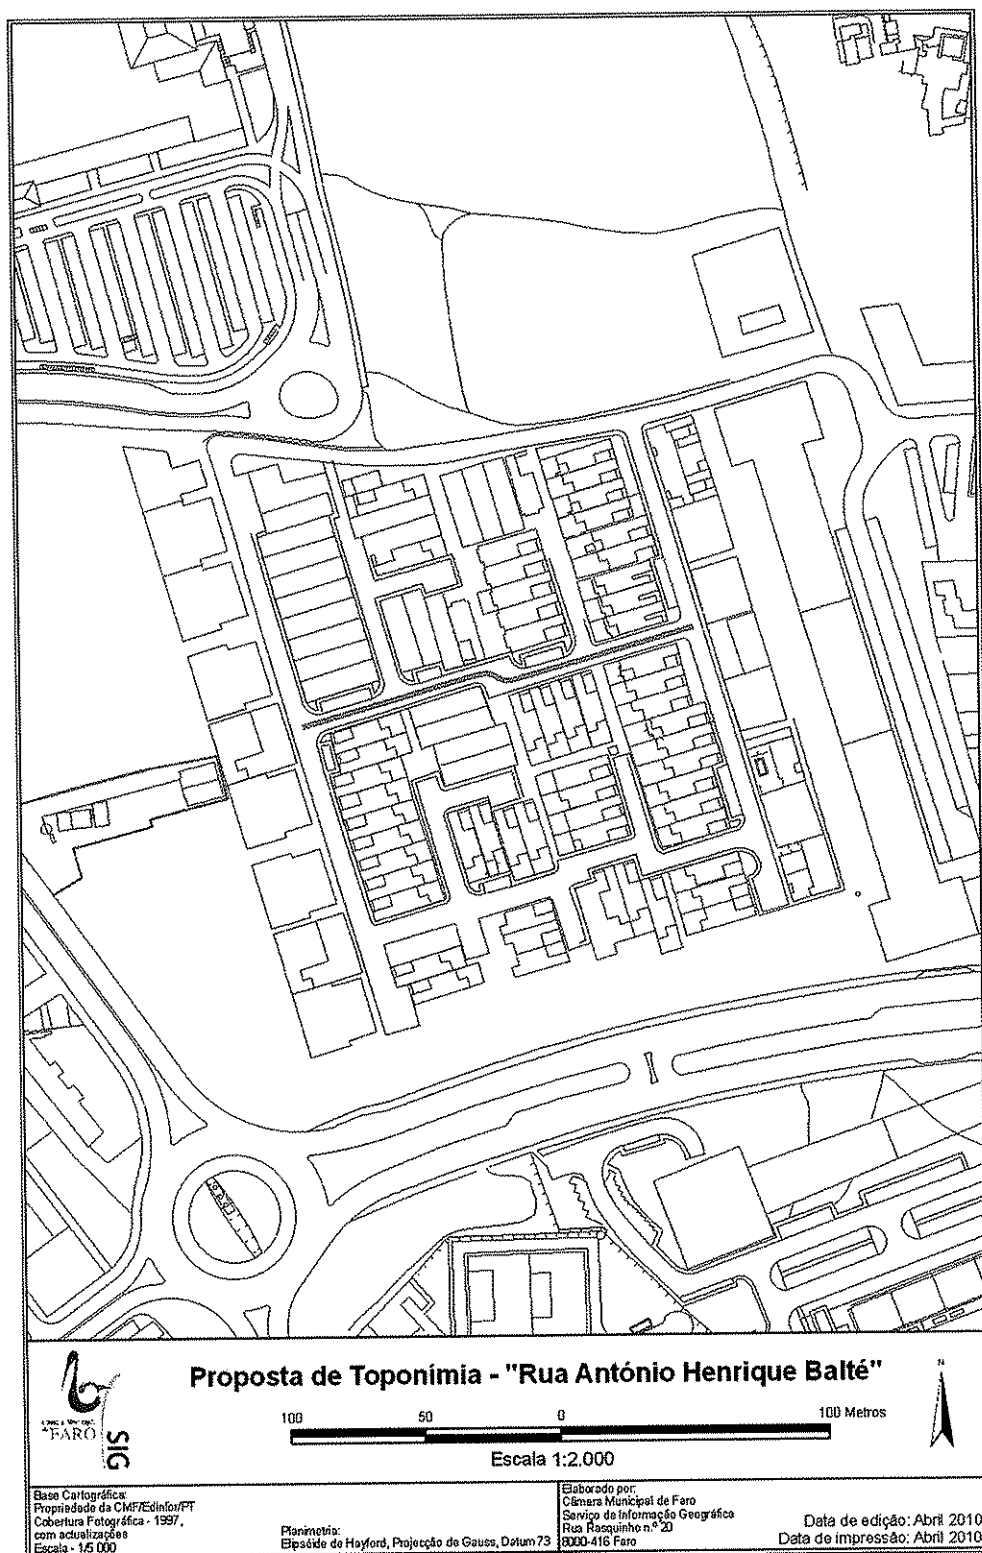 Proposta de Toponímia - "Rua António Henrique Balté"
N
100 50 0 100 Metros
Escala 1:2.000
FARO
SIG
Base Cartográfica:
Propriedade da CMF/Edinfor/PT
Cobertura Fotográfica - 1997,
com actualizações
Escala - 1/5 000
Planimetria:
Elipsóide de Hayford, Projecção de Gauss, Datum 73
Elaborado por:
Câmara Municipal de Faro
Serviço de Informação Geográfica
Rua Rasquinho n.º 20
8000-416 Faro
Data de edição: Abril 2010
Data de impressão: Abril 2010